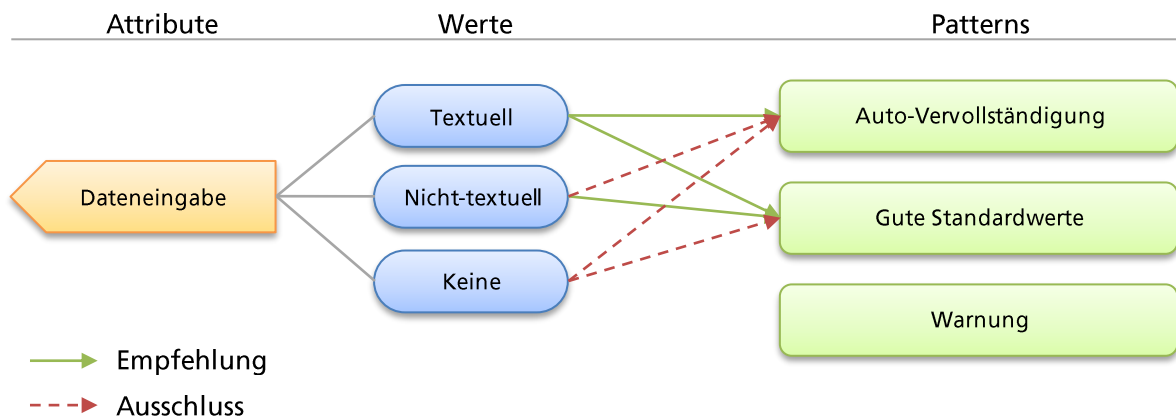 Attribute Werte Patterns
Textuell Auto-Vervollständigung
Dateneingabe Nicht-textuell Gute Standardwerte
Keine Warnung
Empfehlung
Ausschluss